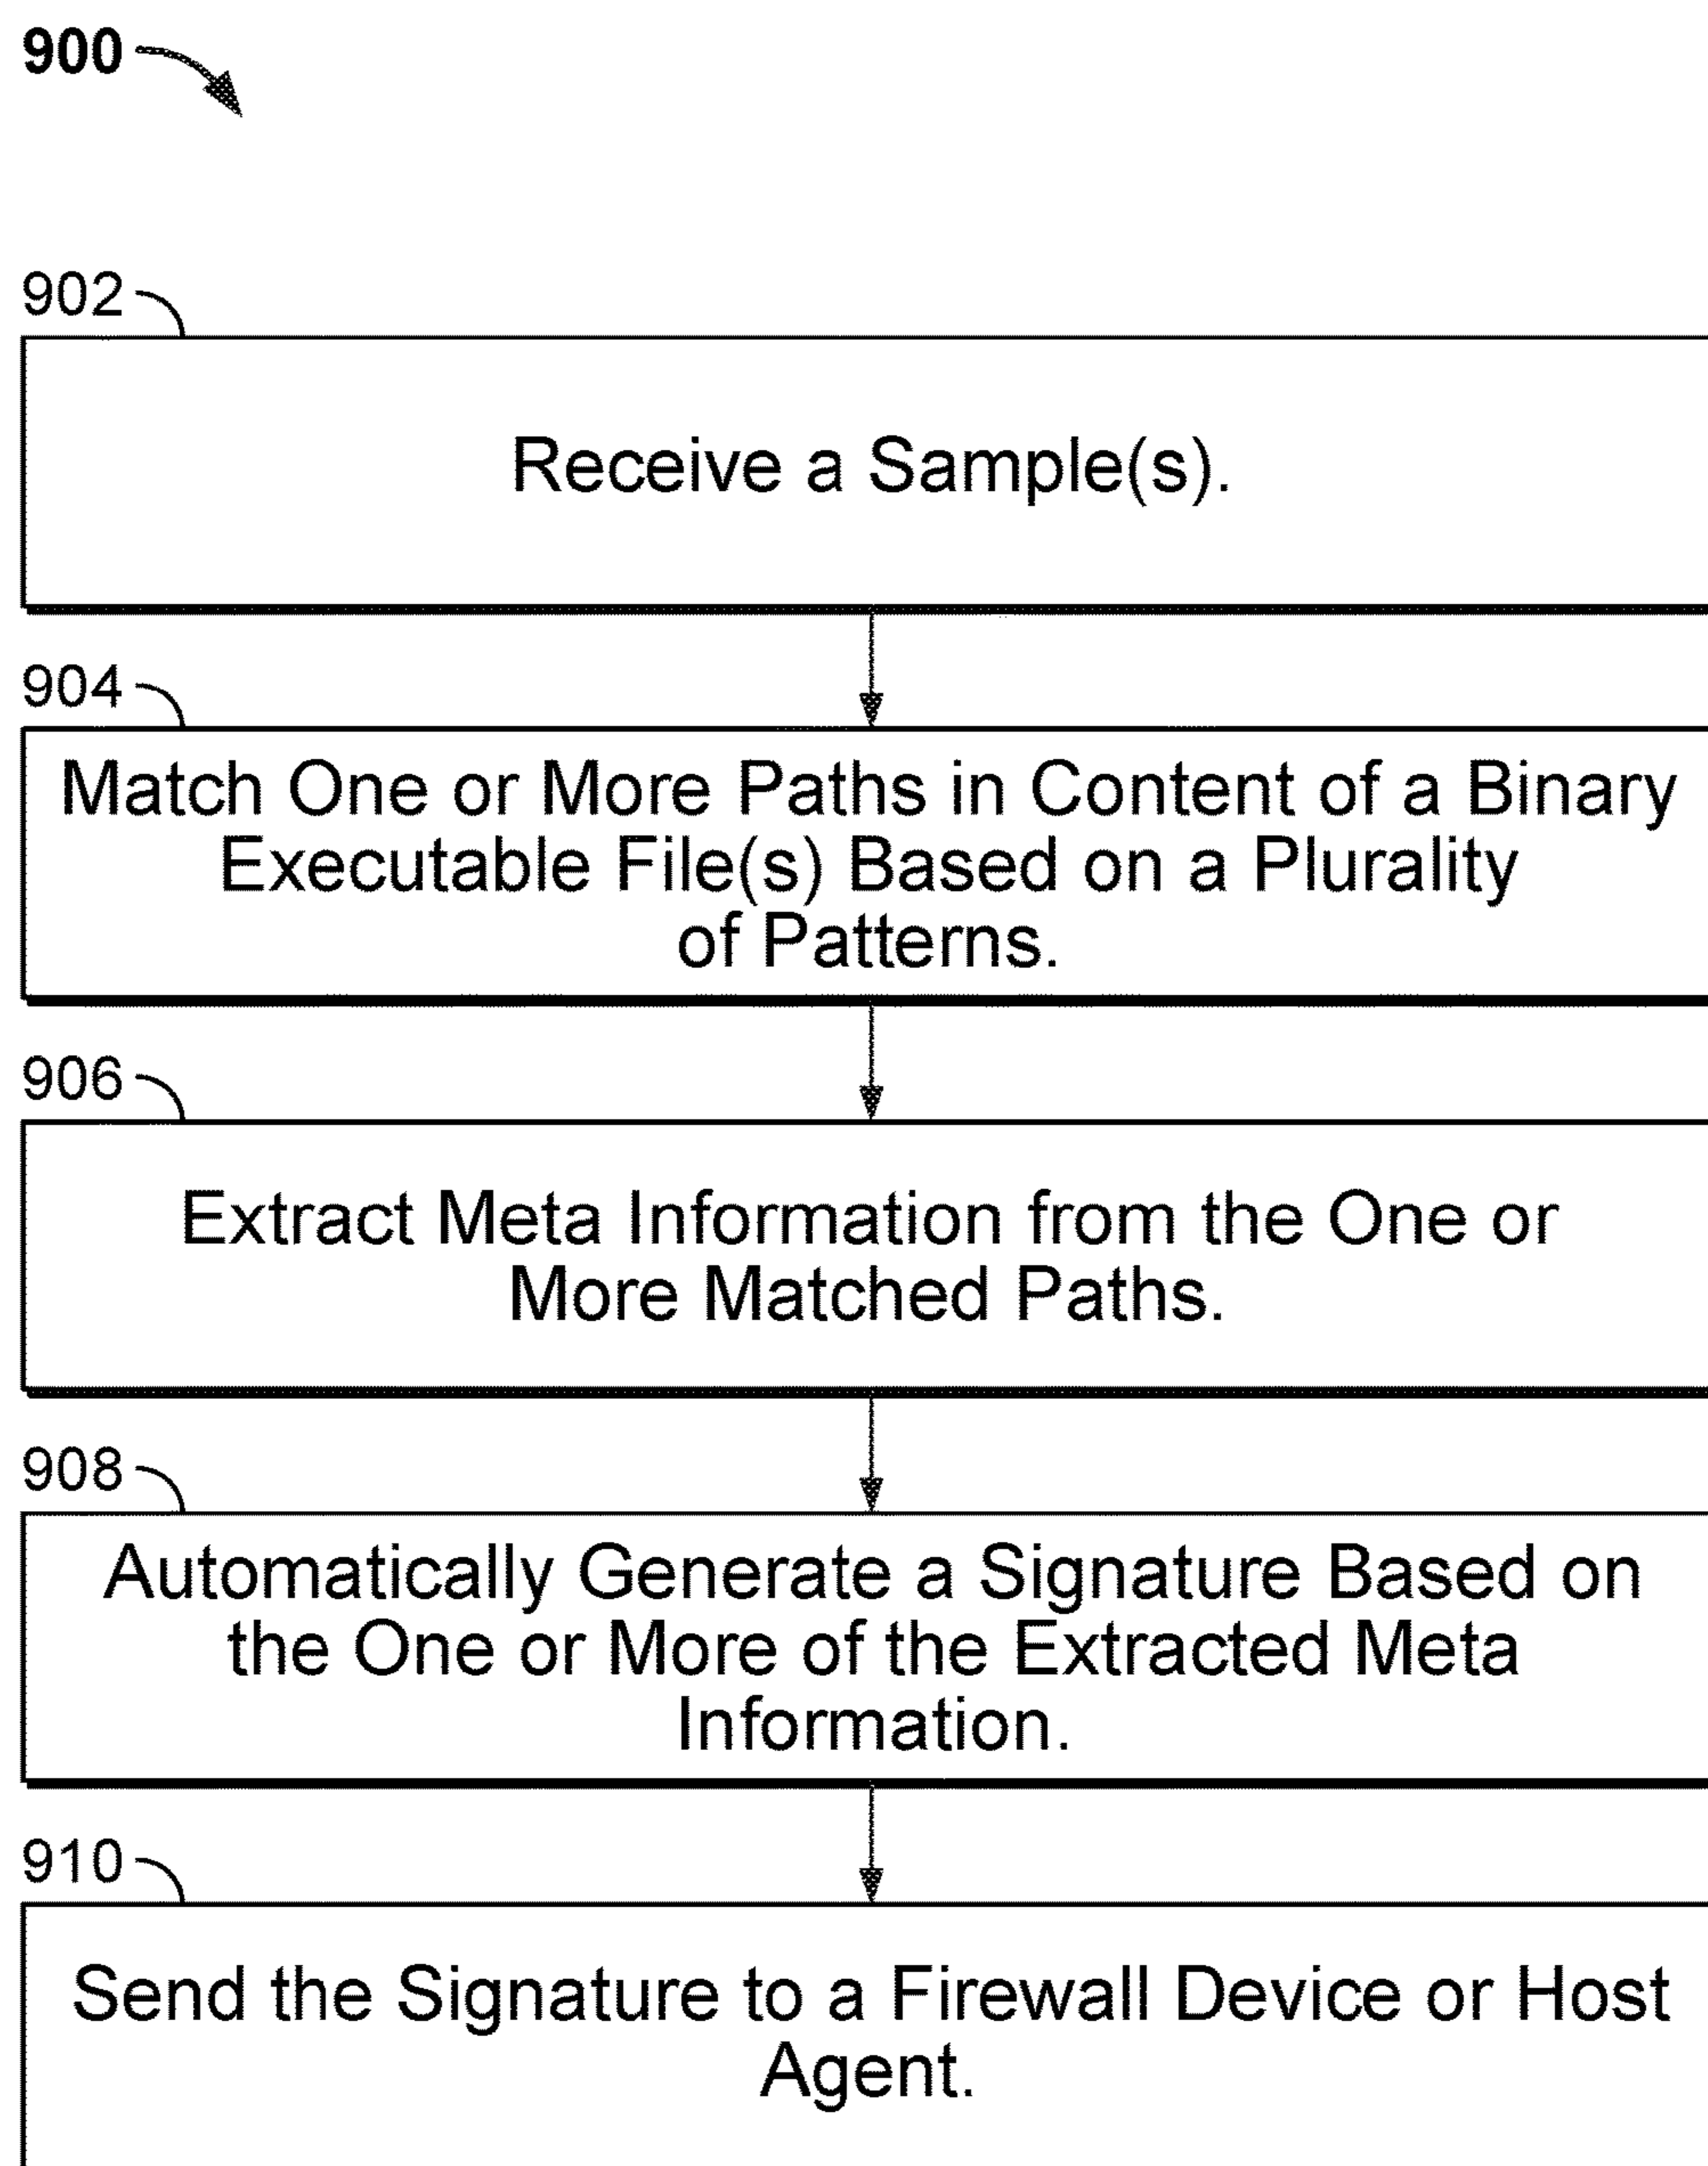 900
902
Receive a Sample(s).
904
Match One or More Paths in Content of a Binary
Executable File(s) Based on a Plurality
of Patterns.
906
Extract Meta Information from the One or
More Matched Paths.
908
Automatically Generate a Signature Based on
the One or More of the Extracted Meta
Information.
910
Send the Signature to a Firewall Device or Host
Agent.